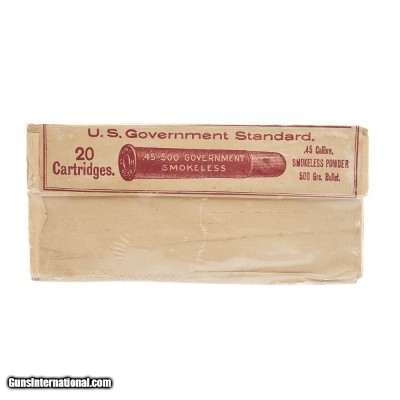 U.S. Government Standard.
20
Cartridges.
.45-500 GOVERNMENT
SMOKELESS
.45 Calibre,
SMOKELESS POWDER
500 Grs. Bullet.
GunsInternational.com